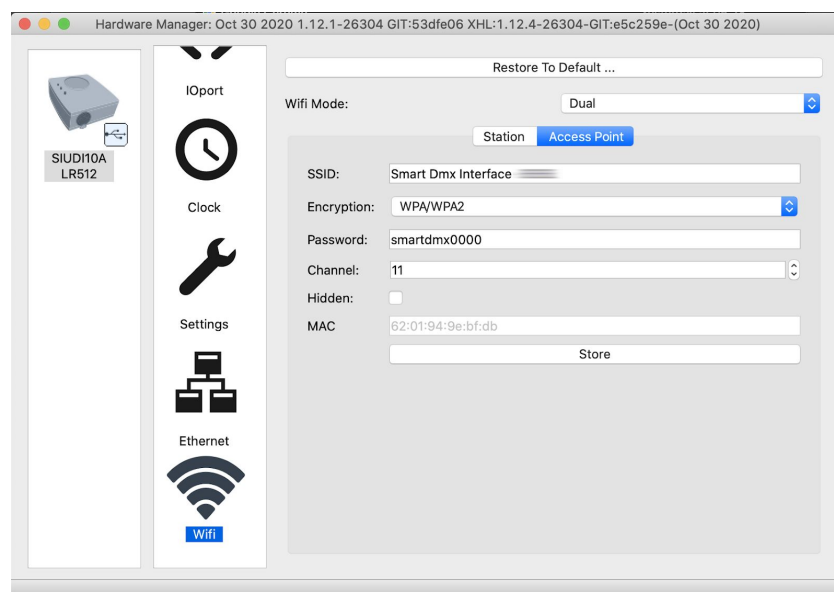 Hardware Manager: Oct 30 2020 1.12.1-26304 GIT:53dfe06 XHL:1.12.4-26304-GIT:e5c259e-(Oct 30 2020)
SIUDI10A
LR512
IOport
Clock
Settings
Ethernet
Wifi
Restore To Default ...
Wifi Mode: Dual
Station Access Point
SSID: Smart Dmx Interface
Encryption: WPA/WPA2
Password: smartdmx0000
Channel: 11
Hidden:
MAC 62:01:94:9e:bf:db
Store